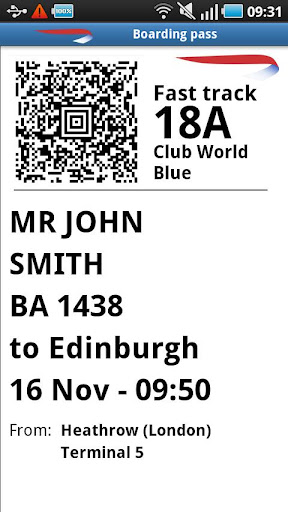 100%
09:31
Boarding pass
Fast track
18A
Club World
Blue
MR JOHN
SMITH
BA 1438
to Edinburgh
16 Nov - 09:50
From: Heathrow (London)
Terminal 5